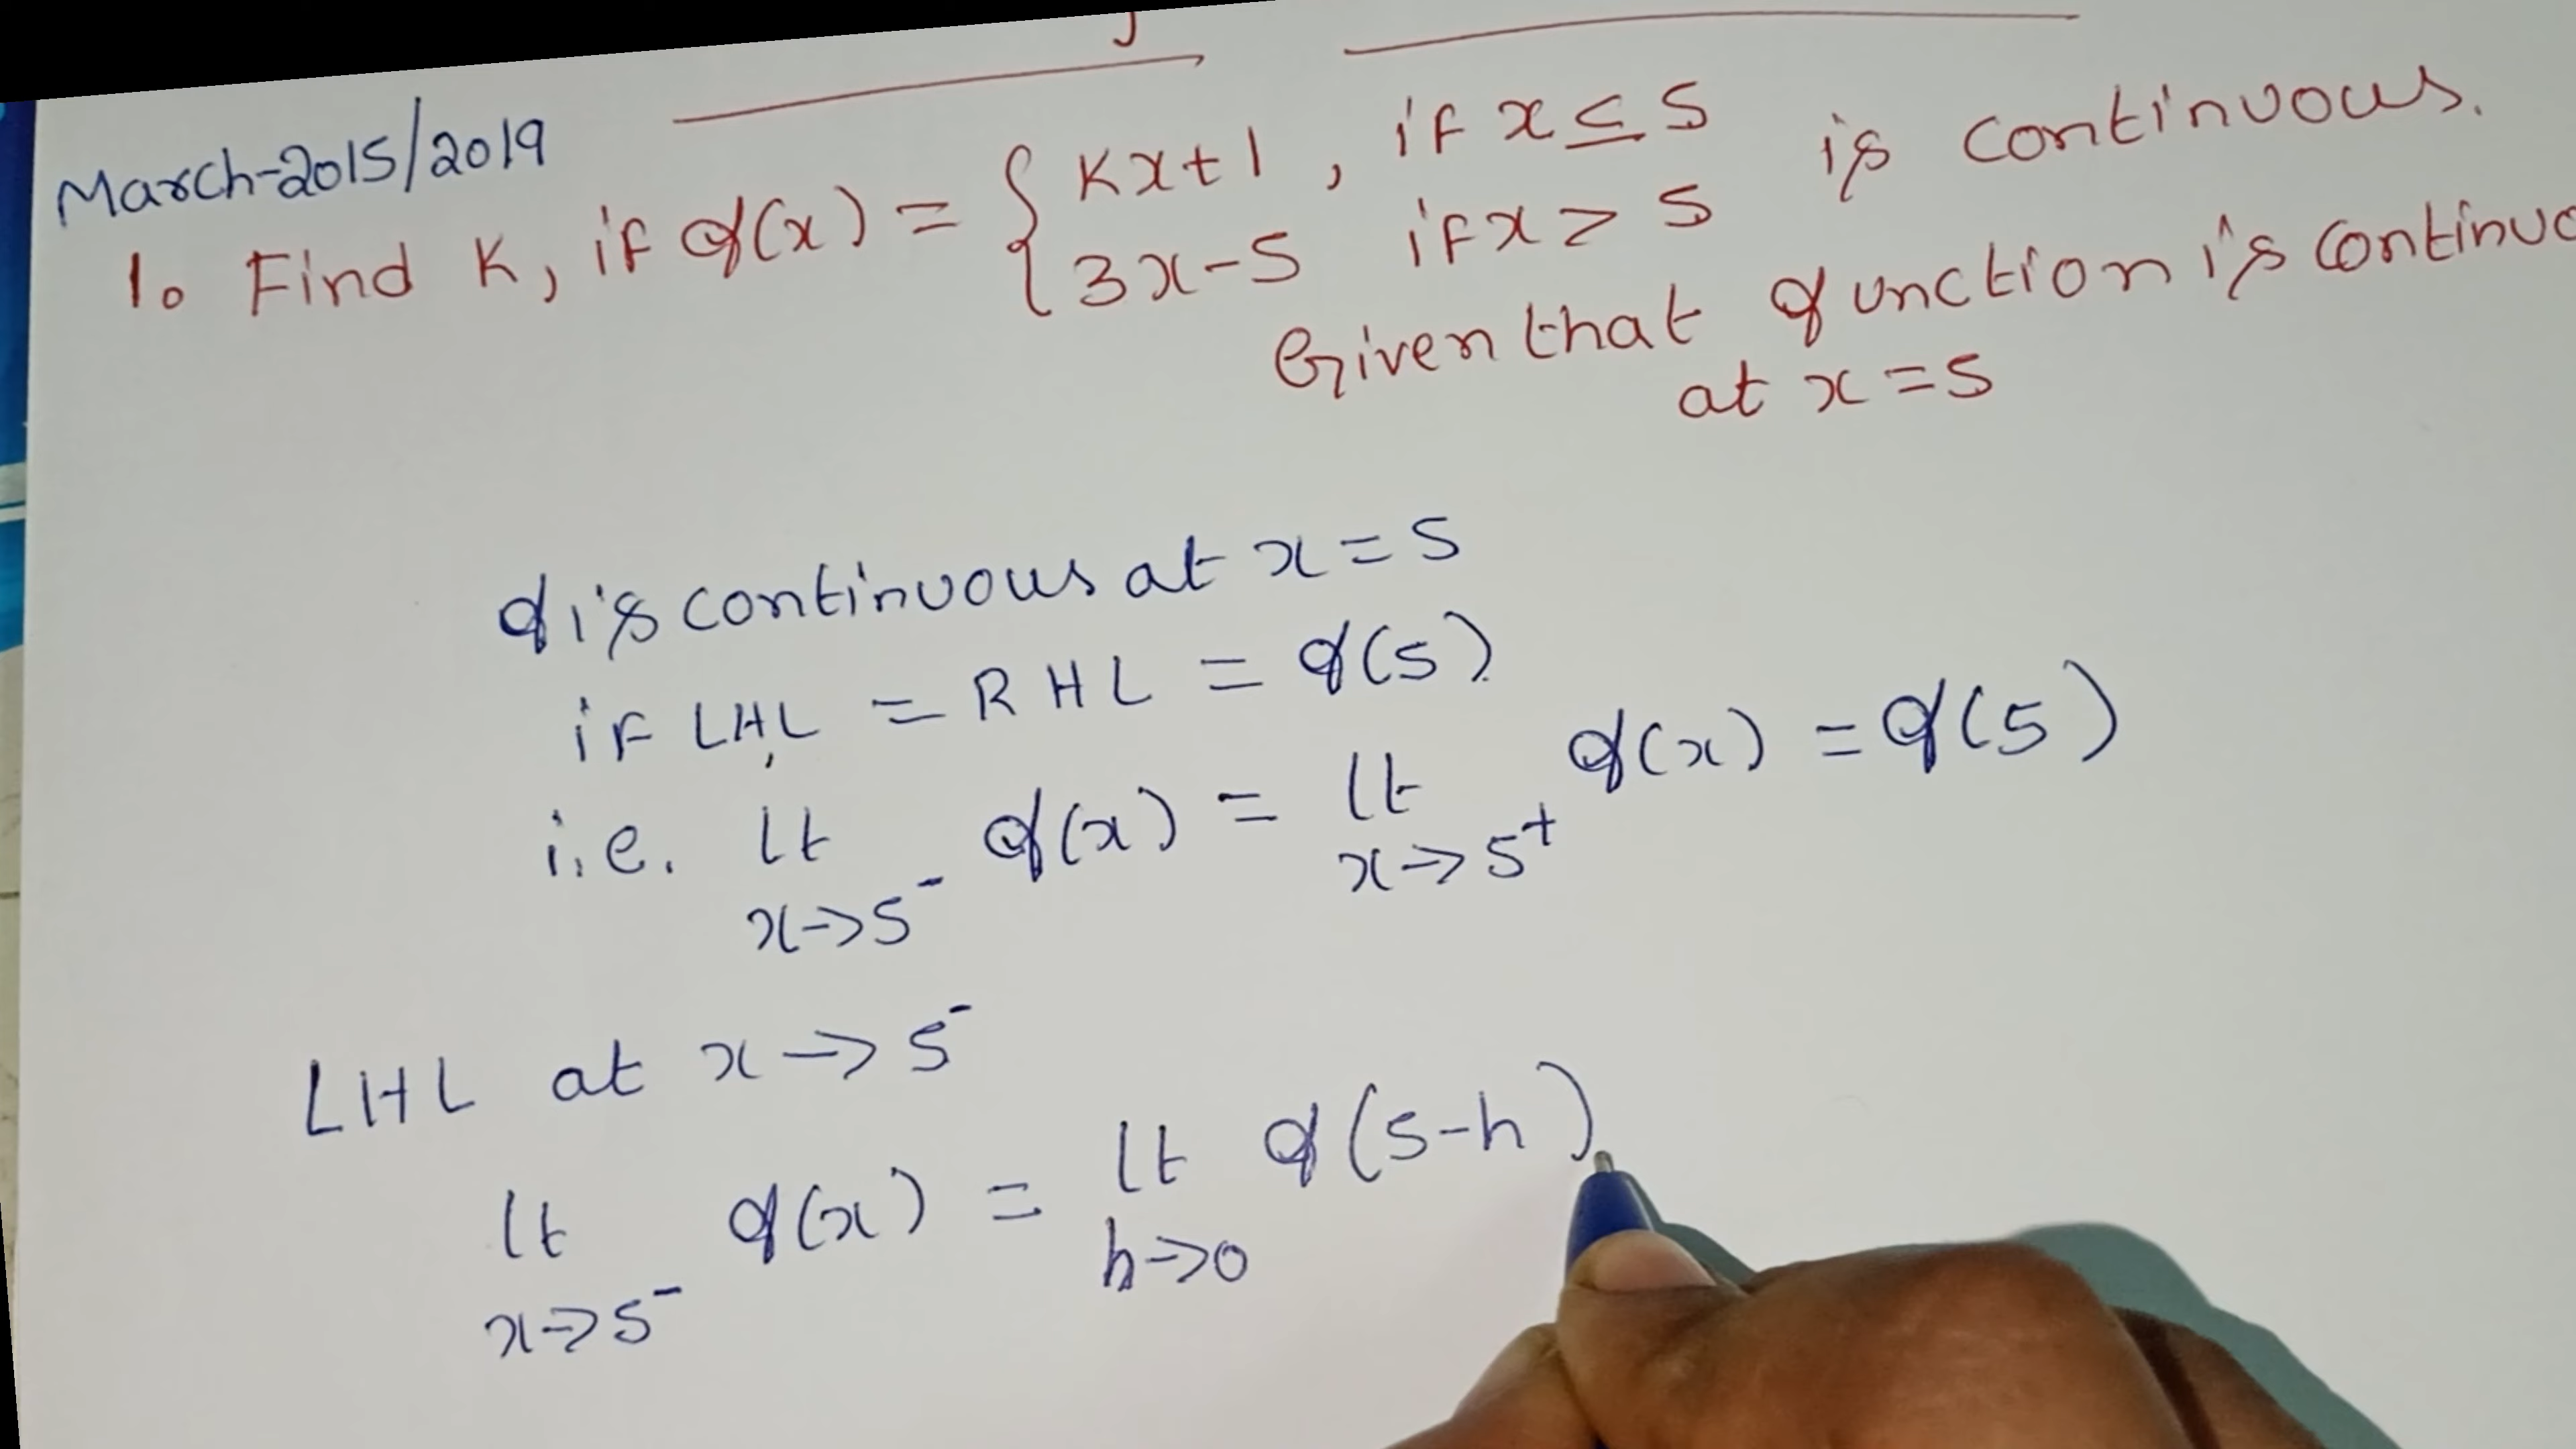 March-2015/2019
1. Find K, if f(x) = { Kx+1 , if x ≤ 5 is continuous.
3x-5 if x > 5
Given that function is continuo
at x = 5
f is continuous at x = 5
if LHL = RHL = f(5)
i.e. lt f(x) = lt f(x) = f(5)
x→5⁻ x→5⁺
LHL at x → 5⁻
lt f(x) = lt f(5-h)
x→5⁻ h→0